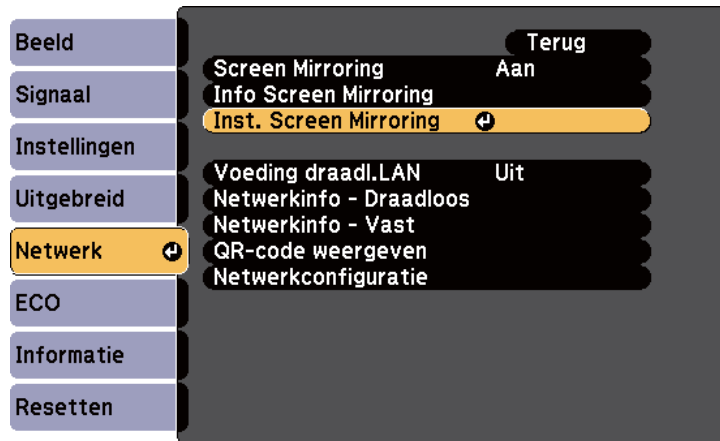 Beeld
Signaal
Instellingen
Uitgebreid
Netwerk
ECO
Informatie
Resetten
Terug
Screen Mirroring Aan
Info Screen Mirroring
Inst. Screen Mirroring
Voeding draadl.LAN Uit
Netwerkinfo - Draadloos
Netwerkinfo - Vast
QR-code weergeven
Netwerkconfiguratie